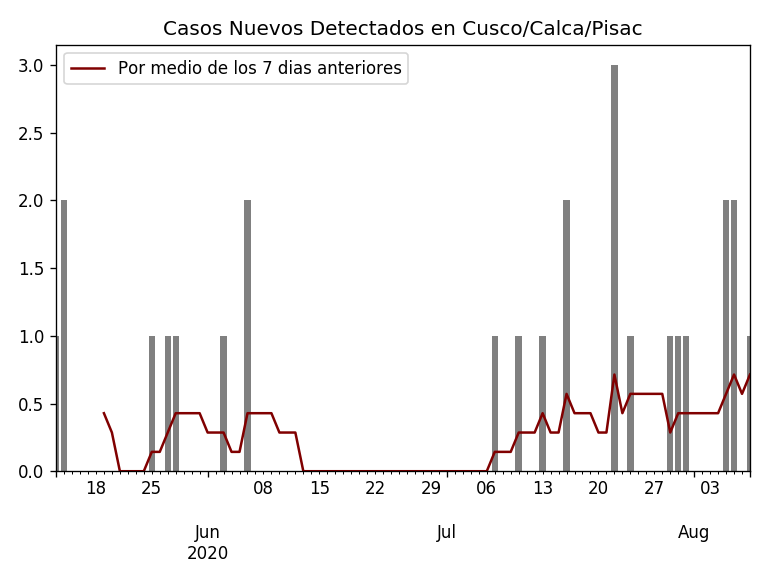 Casos Nuevos Detectados en Cusco/Calca/Pisac
Por medio de los 7 dias anteriores
3.0
2.5
2.0
1.5
1.0
0.5
0.0
18 25 08 15 22 29 06 13 20 27 03
Jun Jul Aug
2020